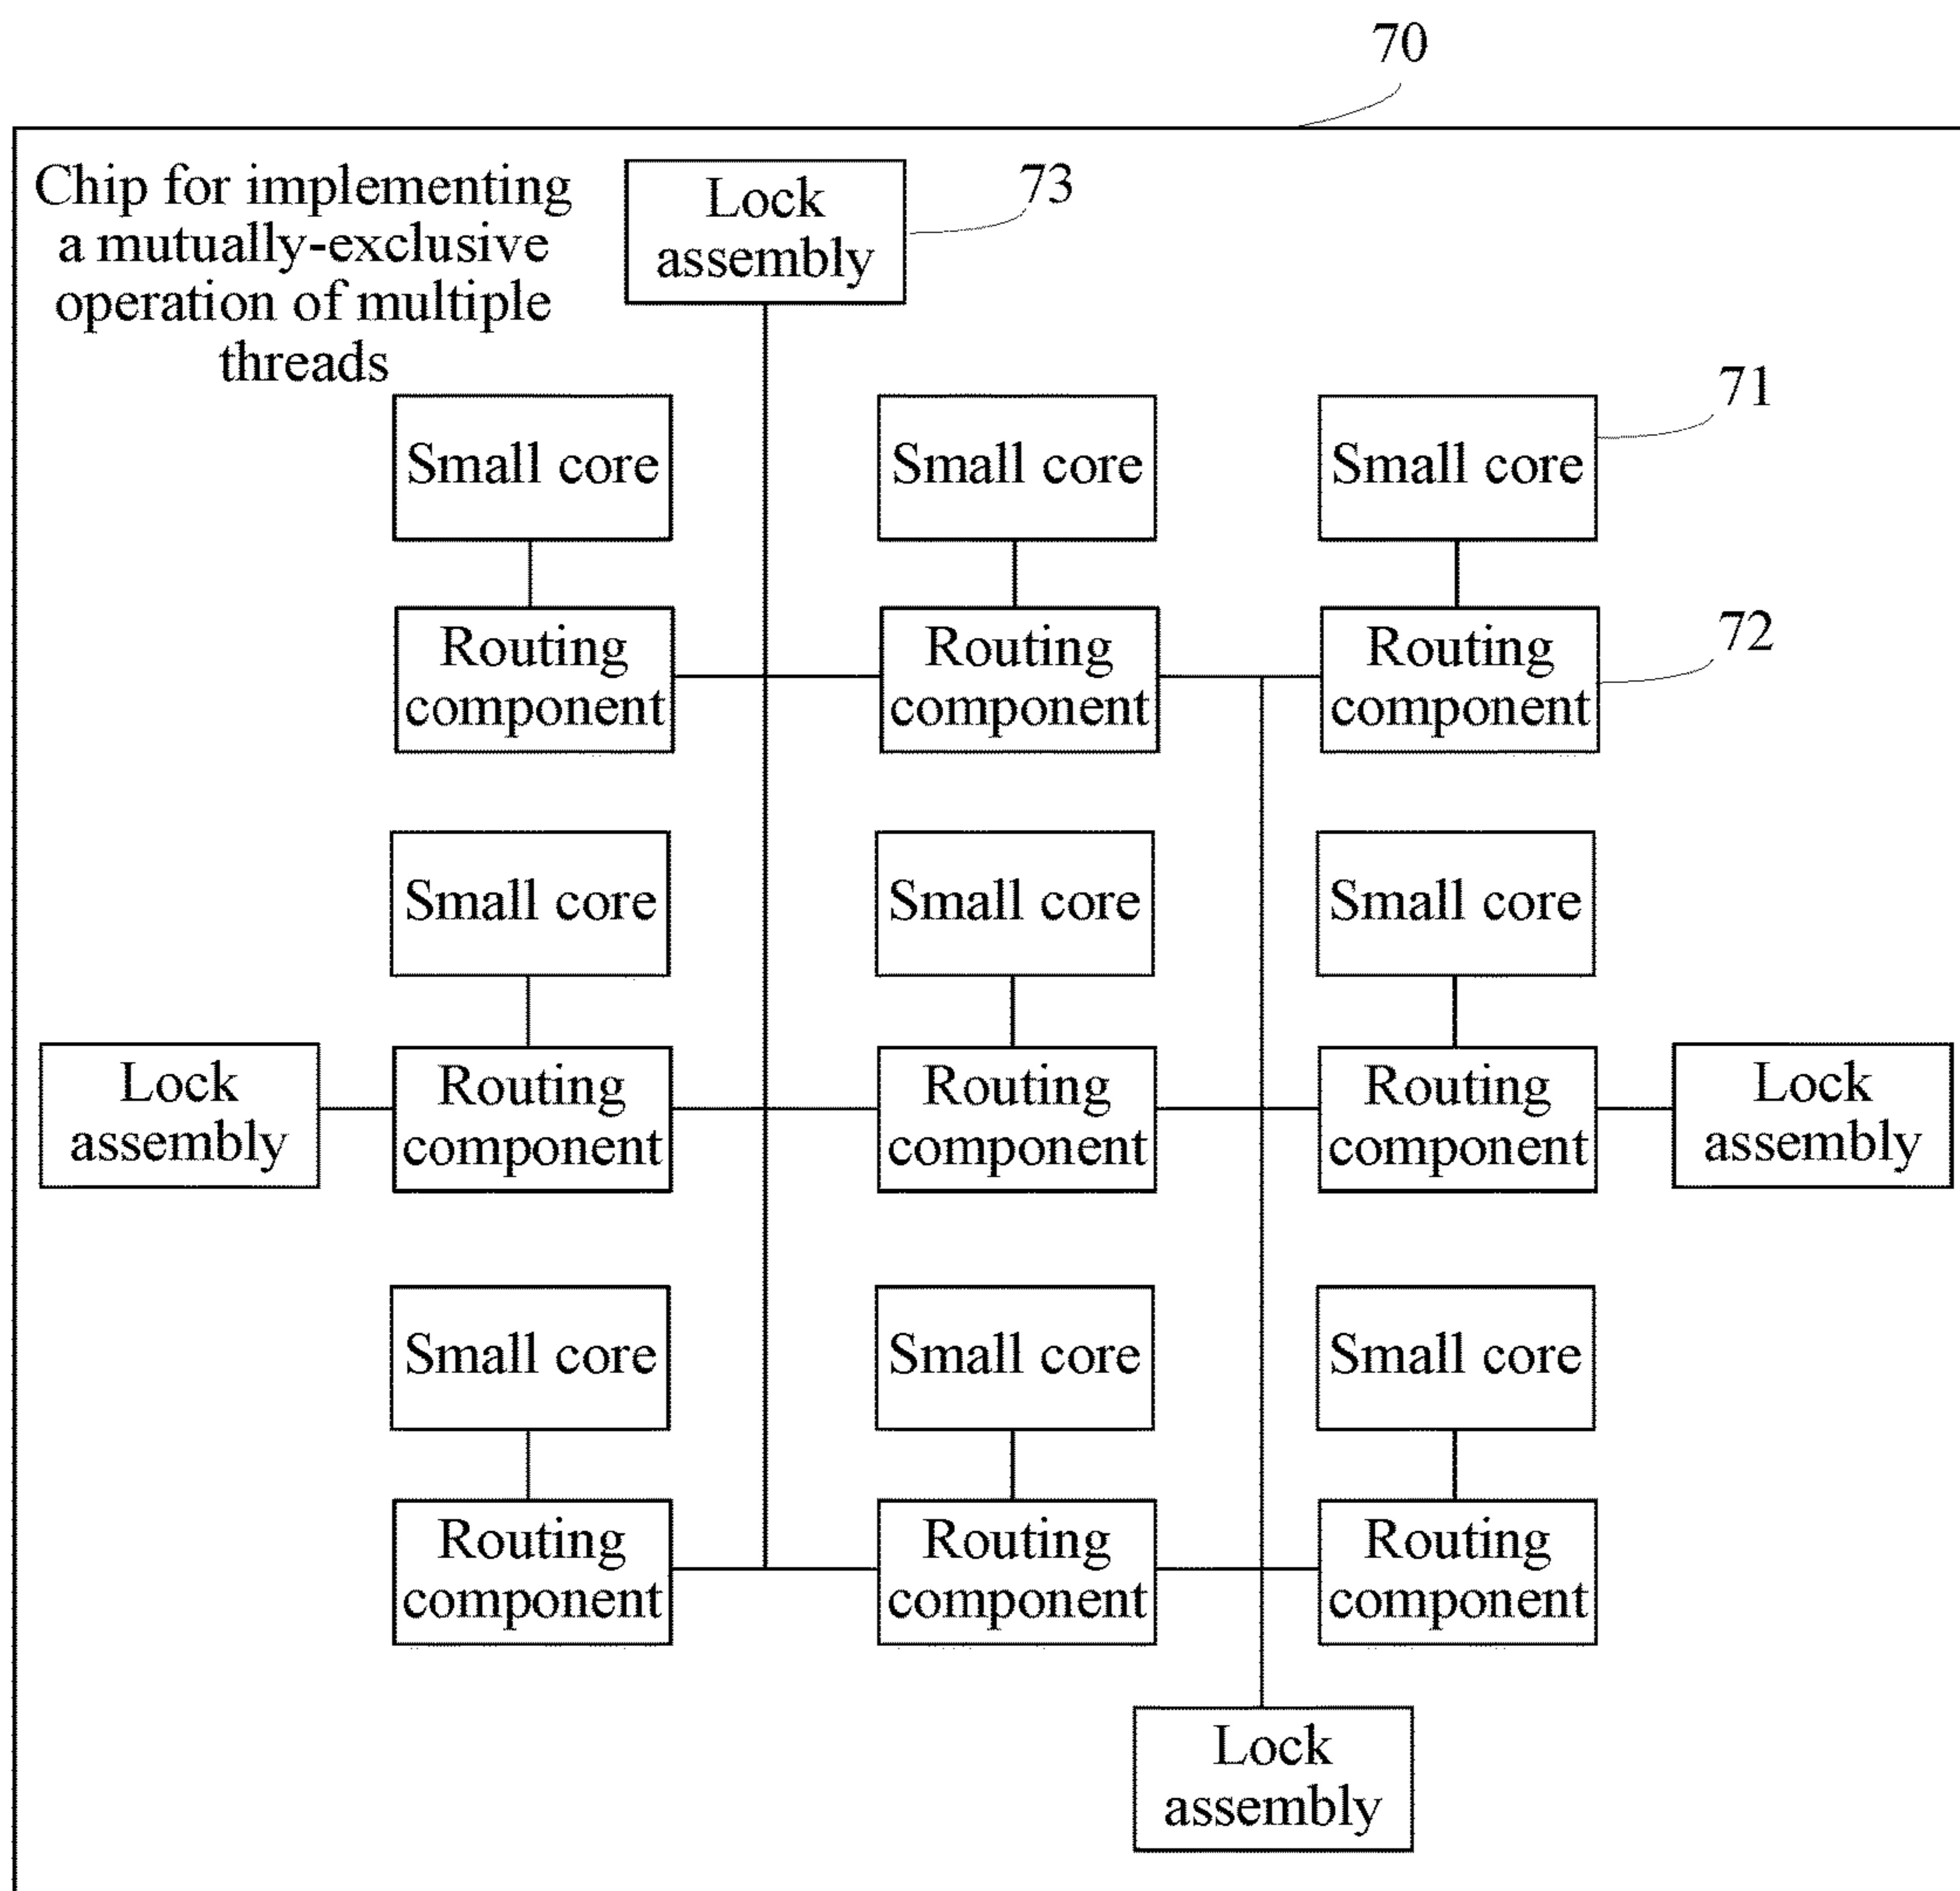 70
Chip for implementing
a mutually-exclusive
operation of multiple
threads
Lock
assembly
73
Small core
Small core
Small core
71
Routing
component
Routing
component
Routing
component
72
Small core
Small core
Small core
Lock
assembly
Routing
component
Routing
component
Routing
component
Lock
assembly
Small core
Small core
Small core
Routing
component
Routing
component
Routing
component
Lock
assembly